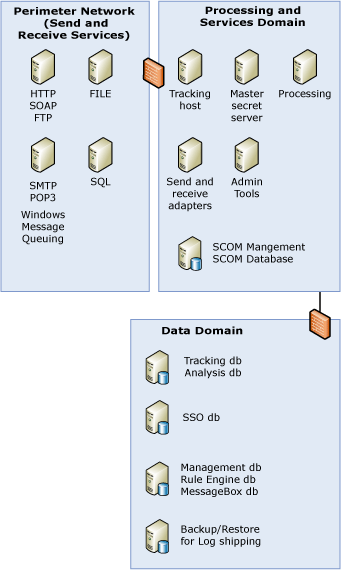 Perimeter Network
(Send and
Receive Services)
HTTP
SOAP
FTP
FILE
SMTP
POP3
Windows
Message
Queuing
SQL
Processing and
Services Domain
Tracking
host
Master
secret
server
Processing
Send and
receive
adapters
Admin
Tools
SCOM Mangement
SCOM Database
Data Domain
Tracking db
Analysis db
SSO db
Management db
Rule Engine db
MessageBox db
Backup/Restore
for Log shipping